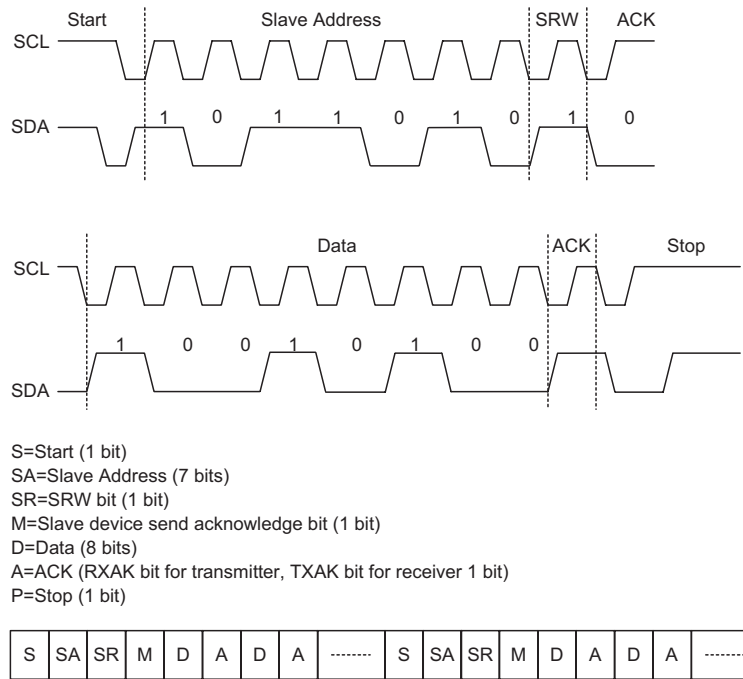 Start Slave Address SRW ACK
SCL
1 0 1 1 0 1 0 1 0
SDA
Data ACK Stop
SCL
1 0 0 1 0 1 0 0
SDA
S=Start (1 bit)
SA=Slave Address (7 bits)
SR=SRW bit (1 bit)
M=Slave device send acknowledge bit (1 bit)
D=Data (8 bits)
A=ACK (RXAK bit for transmitter, TXAK bit for receiver 1 bit)
P=Stop (1 bit)
S SA SR M D A D A ........ S SA SR M D A D A ........